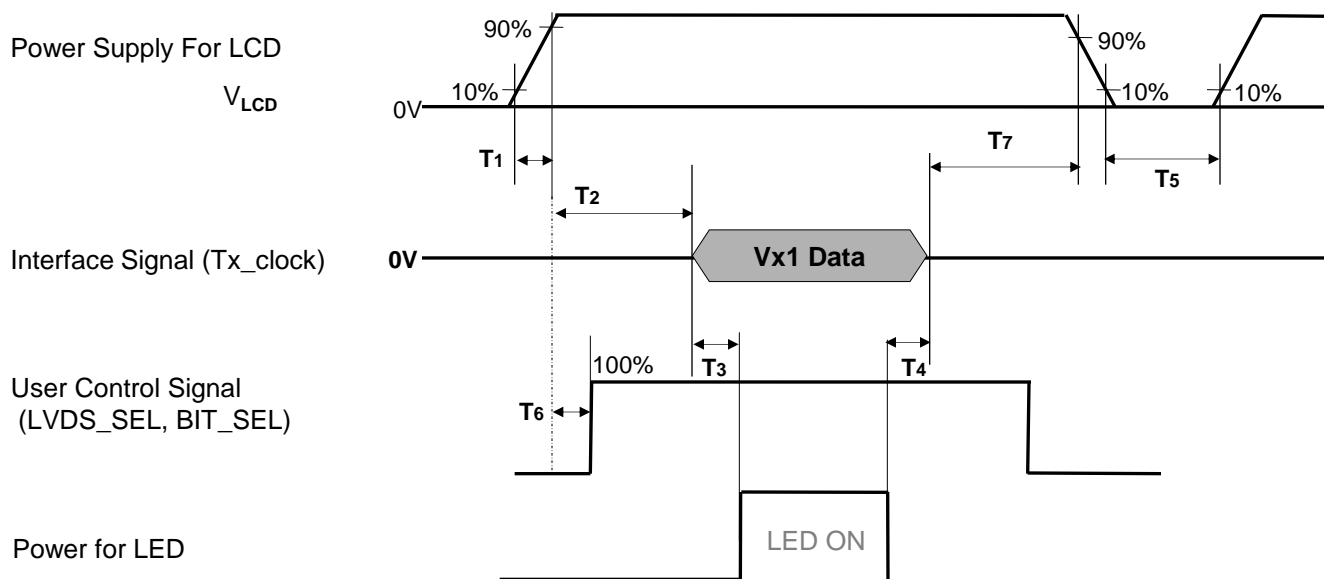 Power Supply For LCD
VLCD
90%
10%
0V
90%
10%
10%
T1
T2
T7
T5
Interface Signal (Tx_clock)
0V
Vx1 Data
T3
T4
User Control Signal
(LVDS_SEL, BIT_SEL)
100%
T6
Power for LED
LED ON